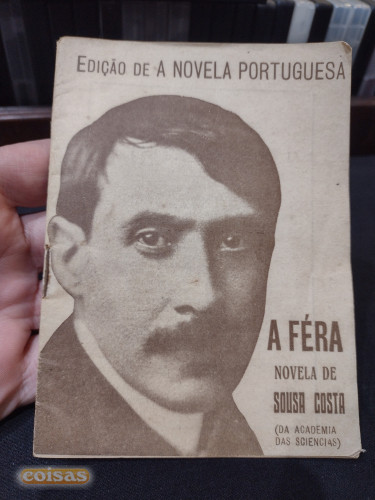 EDIÇÃO DE A NOVELA PORTUGUESA
A FÉRA
NOVELA DE
SOUSA COSTA
(DA ACADEMIA
DAS SCIENCIAS)
coisas